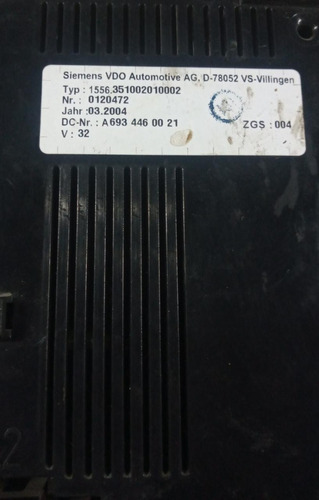 Siemens VDO Automotive AG, D-78052 VS-Villingen
Typ : 1556.351002010002
Nr. : 0120472
Jahr :03.2004
DC-Nr. : A 693 446 00 21 ZGS : 004
V : 32
2